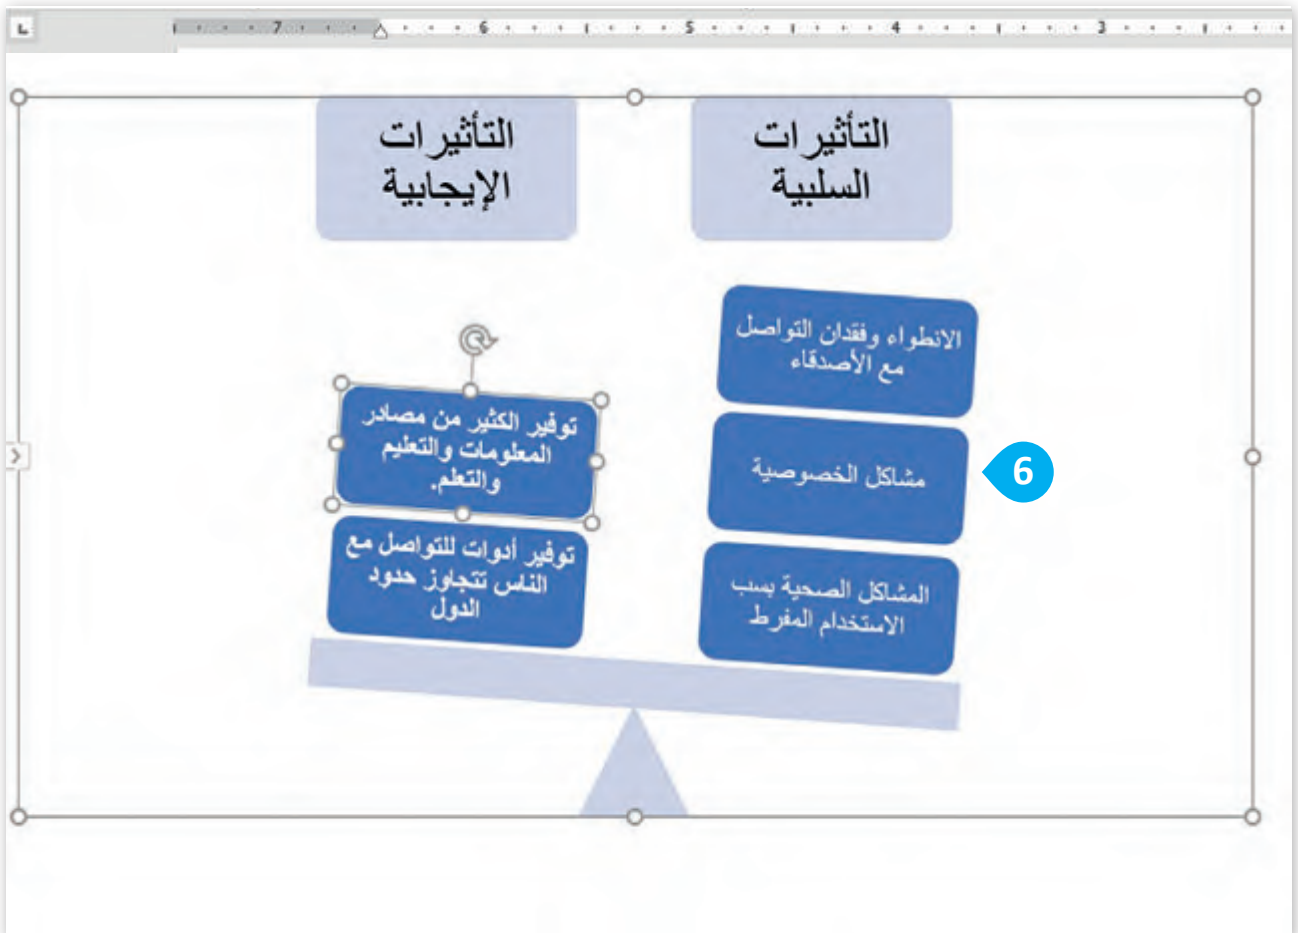 7 6 5 4 3
التأثيرات
السلبية
الانطواء وفقدان التواصل
مع الأصدقاء
مشاكل الخصوصية
6
المشاكل الصحية بسب
الاستخدام المفرط
التأثيرات
الإيجابية
توفير الكثير من مصادر
المعلومات والتعليم
والتعلم.
توفير أدوات للتواصل مع
الناس تتجاوز حدود
الدول